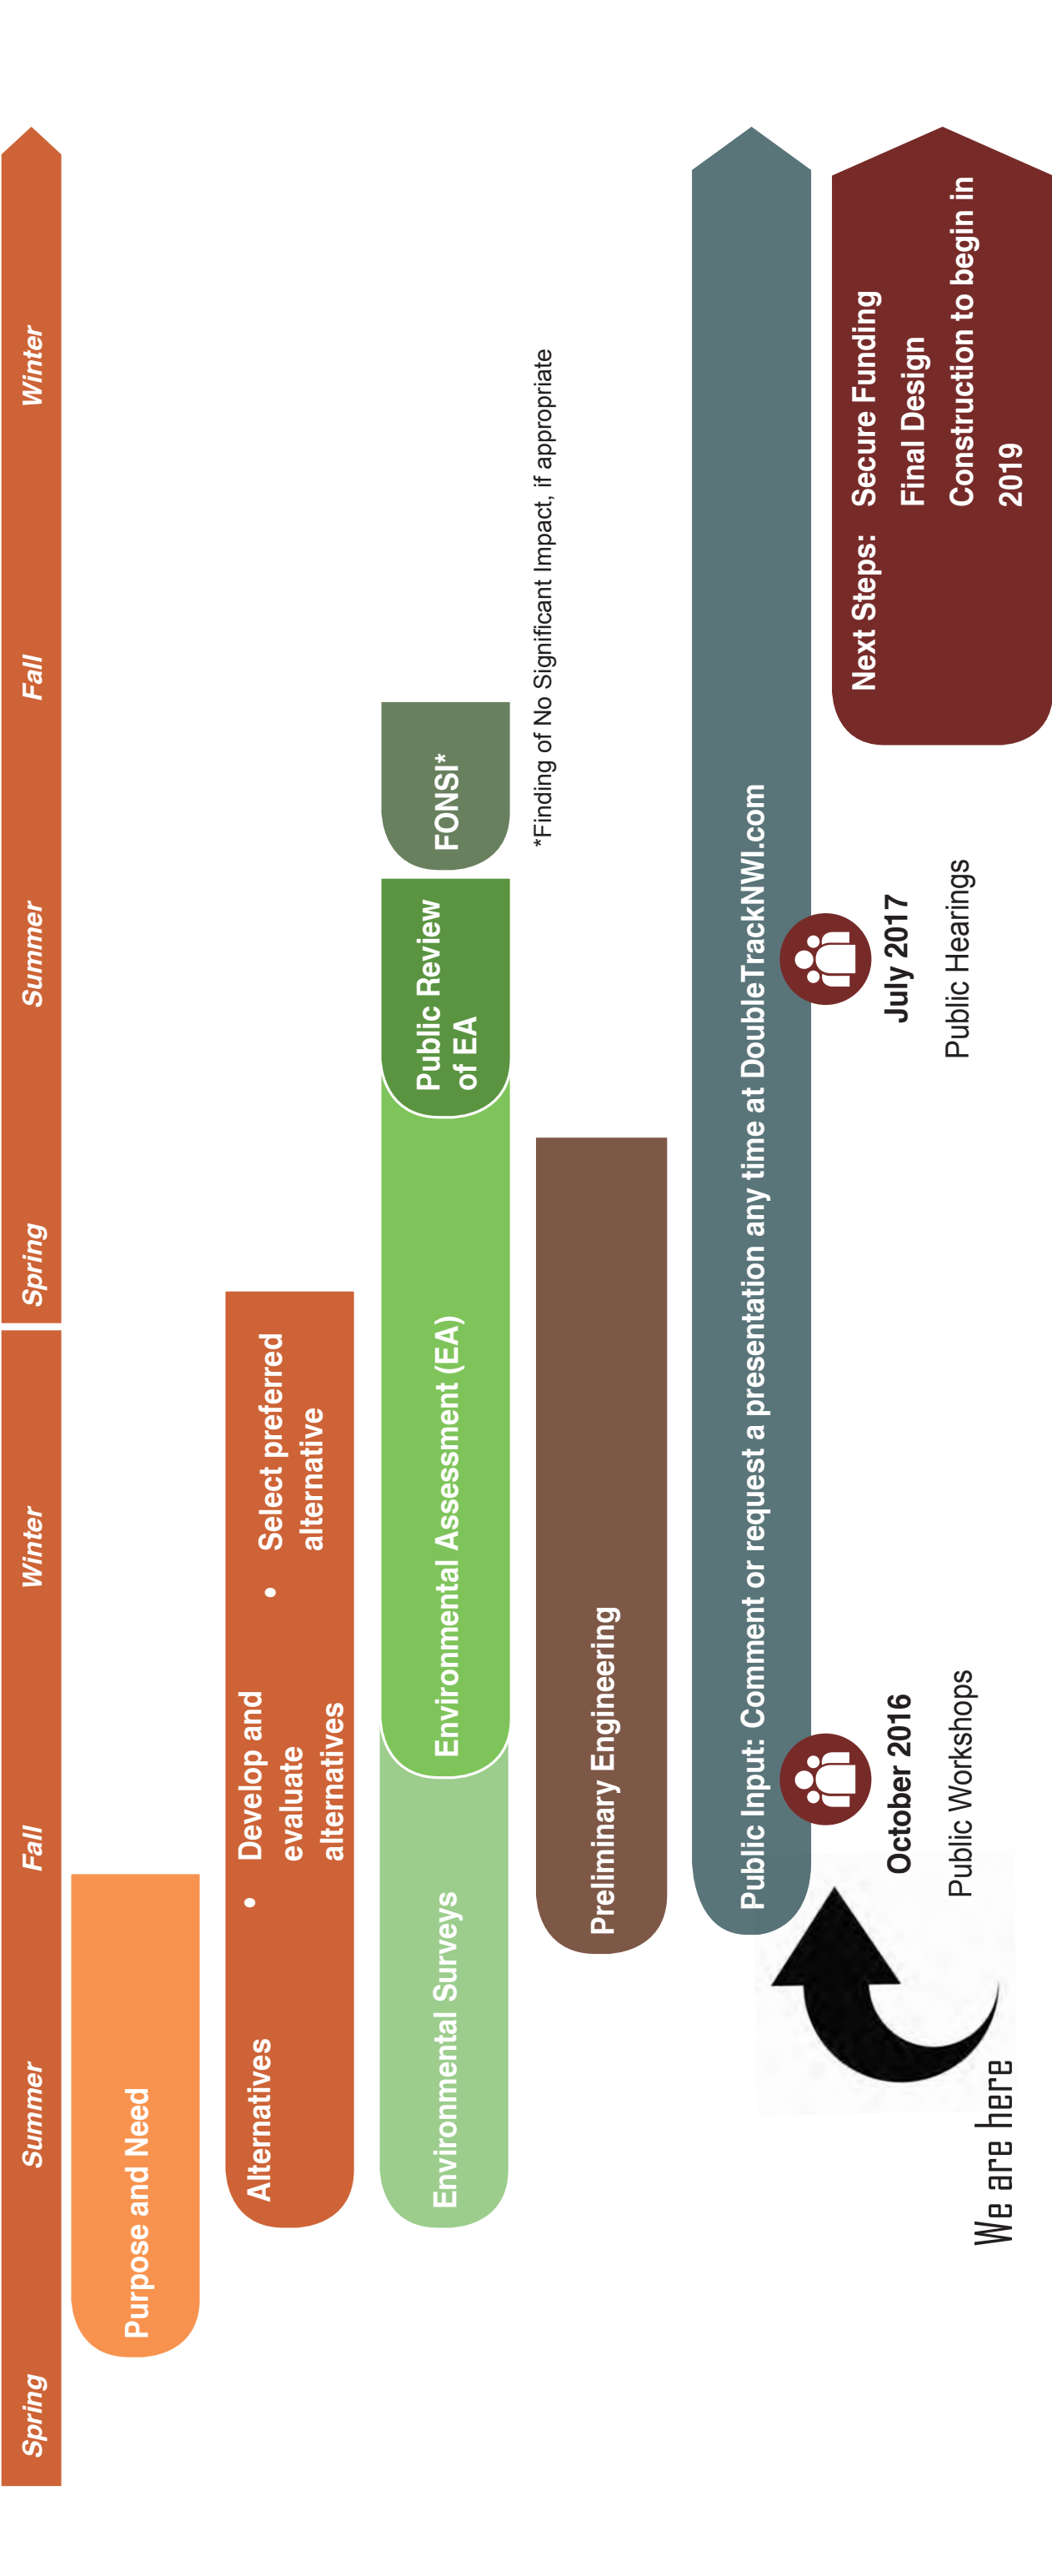 Spring
Summer
Fall
Winter
Spring
Summer
Fall
Winter
Purpose and Need
Alternatives
• Develop and
evaluate
alternatives
• Select preferred
alternative
Environmental Surveys
Environmental Assessment (EA)
Public Review
of EA
FONSI*
*Finding of No Significant Impact, if appropriate
Preliminary Engineering
Public Input: Comment or request a presentation any time at DoubleTrackNWI.com
October 2016
Public Workshops
July 2017
Public Hearings
We are here
Next Steps: Secure Funding
Final Design
Construction to begin in
2019